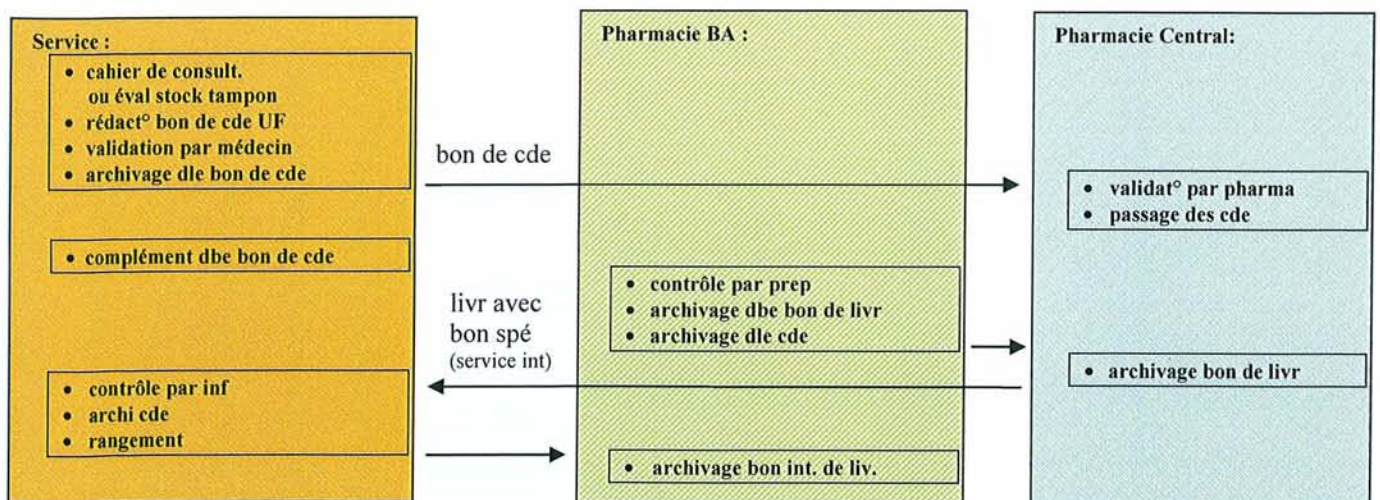 Service :
• cahier de consult.
ou éval stock tampon
• rédact° bon de cde UF
• validation par médecin
• archivage dle bon de cde
• complément dbe bon de cde
• contrôle par inf
• archi cde
• rangement
bon de cde
livr avec
bon spé
(service int)
Pharmacie BA :
• contrôle par prep
• archivage dbe bon de livr
• archivage dle cde
• archivage bon int. de liv.
Pharmacie Central:
• validat° par pharma
• passage des cde
• archivage bon de livr